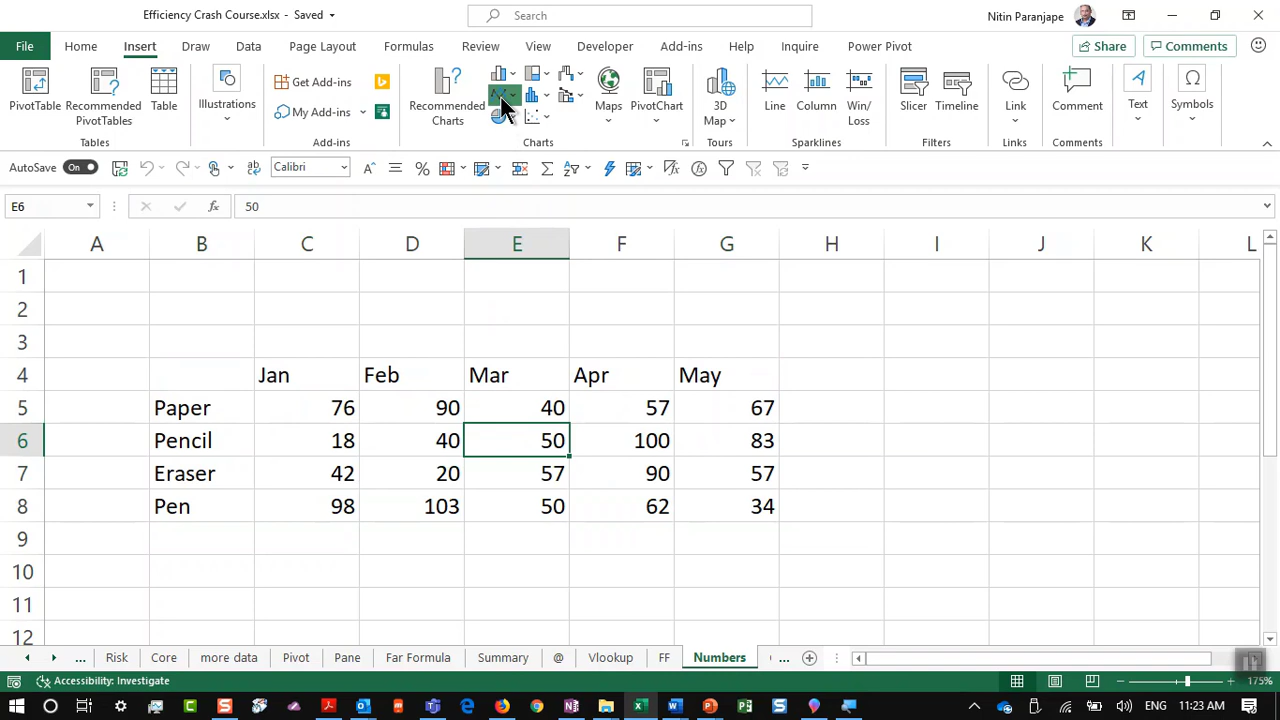 Efficiency Crash Course.xlsx - Saved
Search
Nitin Paranjape
File Home Insert Draw Data Page Layout Formulas Review View Developer Add-ins Help Inquire Power Pivot Share Comments
PivotTable
Recommended
PivotTables
Table
Tables
Illustrations
Get Add-ins
My Add-ins
Add-ins
Recommended
Charts
Maps
PivotChart
Charts
3D
Map
Tours
Line
Column
Win/
Loss
Sparklines
Slicer
Timeline
Filters
Links
Links
Comment
Comments
Text
Symbols
AutoSave On ab Calibri
E6 fx 50
A B C D E F G H I J K L
1
2
3
4 Jan Feb Mar Apr May
5 Paper 76 90 40 57 67
6 Pencil 18 40 50 100 83
7 Eraser 42 20 57 90 57
8 Pen 98 103 50 62 34
9
10
11
12
... Risk Core more data Pivot Pane Far Formula Summary @ Vlookup FF Numbers ...
Accessibility: Investigate 175%
ENG 11:23 AM